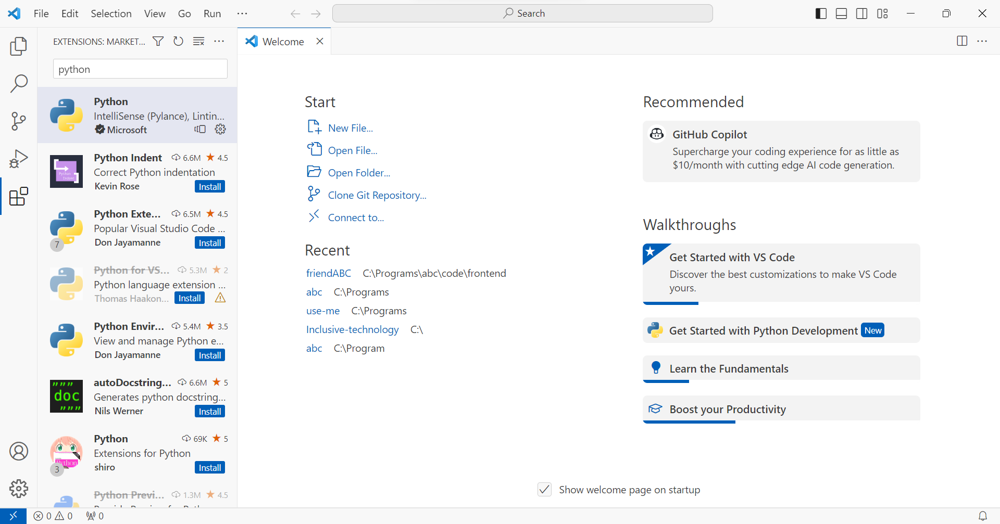 File Edit Selection View Go Run ···
Search
EXTENSIONS: MARKET...
python
Python
IntelliSense (Pylance), Lintin...
Microsoft
Python Indent 6.6M 4.5
Correct Python indentation
Kevin Rose Install
Python Exte... 6.5M 4.5
Popular Visual Studio Code ...
Don Jayamanne Install
7
Python for VS... 5.3M 2
Python language extension ...
Thomas Haakon... Install
Python Envir... 5.4M 3.5
View and manage Python e...
Don Jayamanne Install
autoDocstring... 6.6M 5
Generates python docstring...
Nils Werner Install
""" doc """
Python 69K 5
Extensions for Python
shiro Install
Python
3
Python Previ... 1.3M 4.5
Welcome
Start
New File...
Open File...
Open Folder...
Clone Git Repository...
Connect to...
Recent
friendABC C:\Programs\abc\code\frontend
abc C:\Programs
use-me C:\Programs
Inclusive-technology C:\
abc C:\Program
Recommended
GitHub Copilot
Supercharge your coding experience for as little as
$10/month with cutting edge AI code generation.
Walkthroughs
Get Started with VS Code
Discover the best customizations to make VS Code
yours.
Get Started with Python Development New
Learn the Fundamentals
Boost your Productivity
Show welcome page on startup
0 0 0